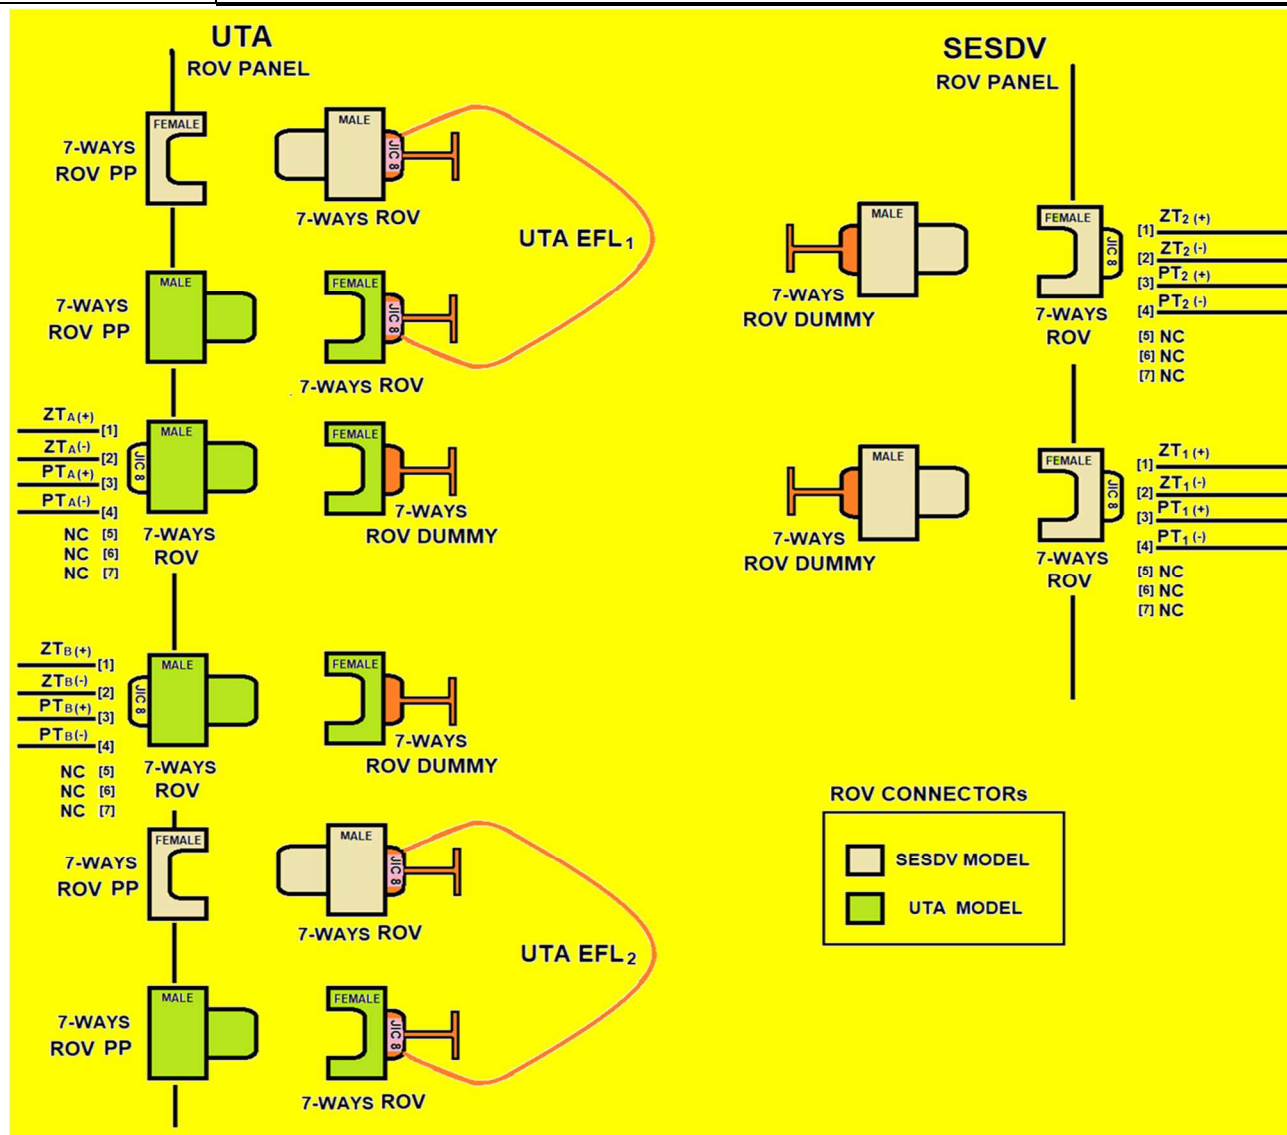 UTA
ROV PANEL
FEMALE
7-WAYS
ROV PP
MALE
JIC 8
7-WAYS ROV
UTA EFL1
MALE
7-WAYS
ROV PP
FEMALE
JIC 8
7-WAYS ROV
ZTA(+)
[1]
ZTA(-)
[2]
PTA(+)
[3]
PTA(-)
[4]
NC [5]
NC [6]
NC [7]
JIC 8
MALE
7-WAYS
ROV
FEMALE
7-WAYS
ROV DUMMY
ZTB(+)
[1]
ZTB(-)
[2]
PTB(+)
[3]
PTB(-)
[4]
NC [5]
NC [6]
NC [7]
JIC 8
MALE
7-WAYS
ROV
FEMALE
7-WAYS
ROV DUMMY
FEMALE
7-WAYS
ROV PP
MALE
JIC 8
7-WAYS ROV
UTA EFL2
MALE
7-WAYS
ROV PP
FEMALE
JIC 8
7-WAYS ROV
SESDV
ROV PANEL
MALE
7-WAYS
ROV DUMMY
FEMALE
JIC 8
7-WAYS
ROV
[1] ZT2 (+)
[2] ZT2 (-)
[3] PT2 (+)
[4] PT2 (-)
[5] NC
[6] NC
[7] NC
MALE
7-WAYS
ROV DUMMY
FEMALE
JIC 8
7-WAYS
ROV
[1] ZT1 (+)
[2] ZT1 (-)
[3] PT1 (+)
[4] PT1 (-)
[5] NC
[6] NC
[7] NC
ROV CONNECTORs
SESDV MODEL
UTA MODEL